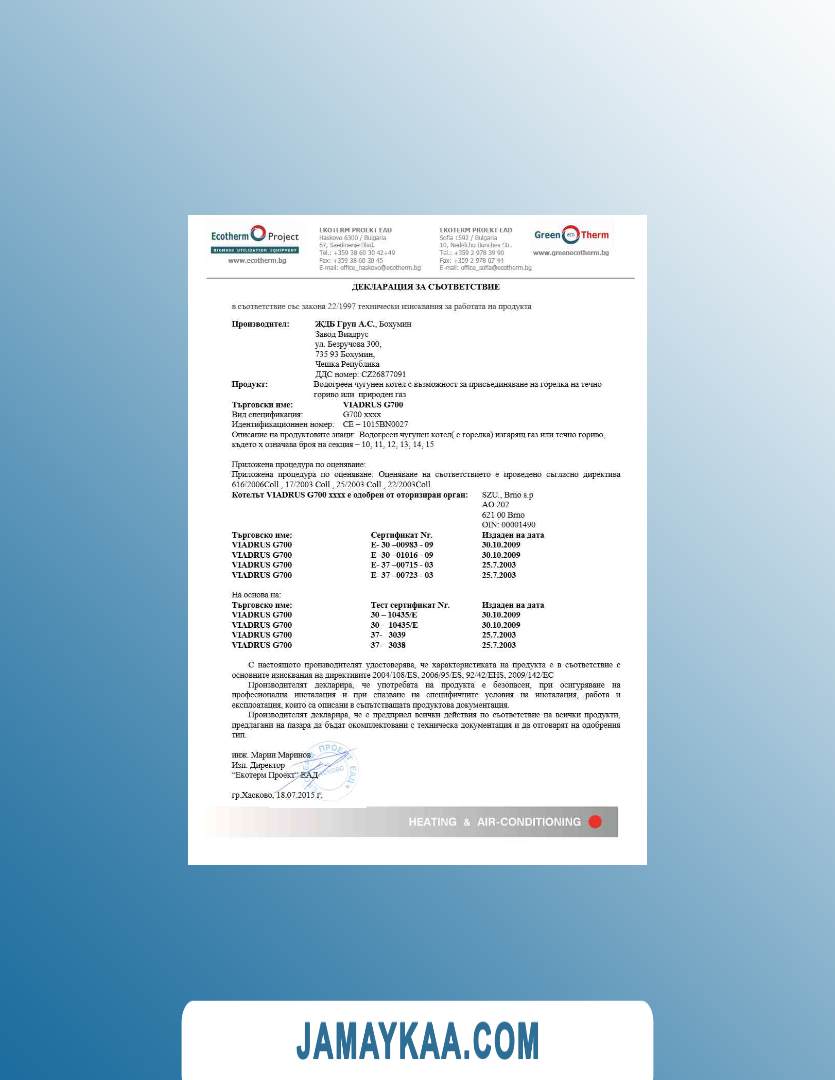 Ecotherm Project
BIOMASS UTILIZATION EQUIPMENT
www.ecotherm.bg
EKOTERM PROEKT EAD
Haskovo 6300 / Bulgaria
67, Saedinenie Blvd.
Tel.: +359 38 60 30 42÷49
Fax: +359 38 60 30 45
E-mail: office_haskovo@ecotherm.bg
EKOTERM PROEKT EAD
Sofia 1592 / Bulgaria
10, Nedelcho Bonchev Str.
Tel.: +359 2 978 39 90
Fax: +359 2 978 07 44
E-mail: office_sofia@ecotherm.bg
Green eco Therm
www.greenecotherm.bg
ДЕКЛАРАЦИЯ ЗА СЪОТВЕТСТВИЕ
в съответствие със закона 22/1997 технически изисквания за работата на продукта
Производител: ЖДБ Груп А.С., Бохумин
Завод Виадрус
ул. Безручова 300,
735 93 Бохумин,
Чешка Република
ДДС номер: CZ26877091
Продукт: Водогреен чугунен котел с възможност за присъединяване на горелка на течно
гориво или природен газ
Търговски име: VIADRUS G700
Вид спецификация: G700 xxxx
Идентификационнен номер: CE – 1015BN0027
Описание на продуктовите знаци: Водогреен чугунен котел( с горелка) изгарящ газ или течно гориво,
където x означава броя на секция – 10, 11, 12, 13, 14, 15
Приложена процедура по оценяване:
Приложена процедура по оценяване: Оценяване на съответствието е проведено съгласно директива
616/2006Coll , 17/2003 Coll , 25/2003 Coll , 22/2003Coll
Котелът VIADRUS G700 xxxx е одобрен от оторизиран орган: SZU., Brno s.p
AO 202
621 00 Brno
OIN: 00001490
Търговско име: Сертификат Nr. Издаден на дата
VIADRUS G700 E- 30 –00983 - 09 30.10.2009
VIADRUS G700 E- 30 –01016 - 09 30.10.2009
VIADRUS G700 E- 37 –00715 - 03 25.7.2003
VIADRUS G700 E- 37 –00723 - 03 25.7.2003
На основа на:
Търговско име: Тест сертификат Nr. Издаден на дата
VIADRUS G700 30 – 10435/E 30.10.2009
VIADRUS G700 30 – 10435/E 30.10.2009
VIADRUS G700 37- 3039 25.7.2003
VIADRUS G700 37- 3038 25.7.2003
С настоящото производителят удостоверява, че характеристиката на продукта е в съответствие с
основните изисквания на директивите 2004/108/ES, 2006/95/ES, 92/42/EHS, 2009/142/EC
Производителят декларира, че употребата на продукта е безопасен, при осигуряване на
професионална инсталация и при спазване на специфичните условия на инсталация, работа и
експлоатация, които са описани в съпътстващата продуктова документация.
Производителят декларира, че е предприел всички действия по съответствие на всички продукти,
предлагани на пазара да бъдат окомплектовани с техническа документация и да отговарят на одобрения
тип.
инж. Марин Маринов
Изп. Директор
"Екотерм Проект" ЕАД
гр.Хасково, 18.07.2015 г.
HEATING & AIR-CONDITIONING
JAMAYKAA.COM